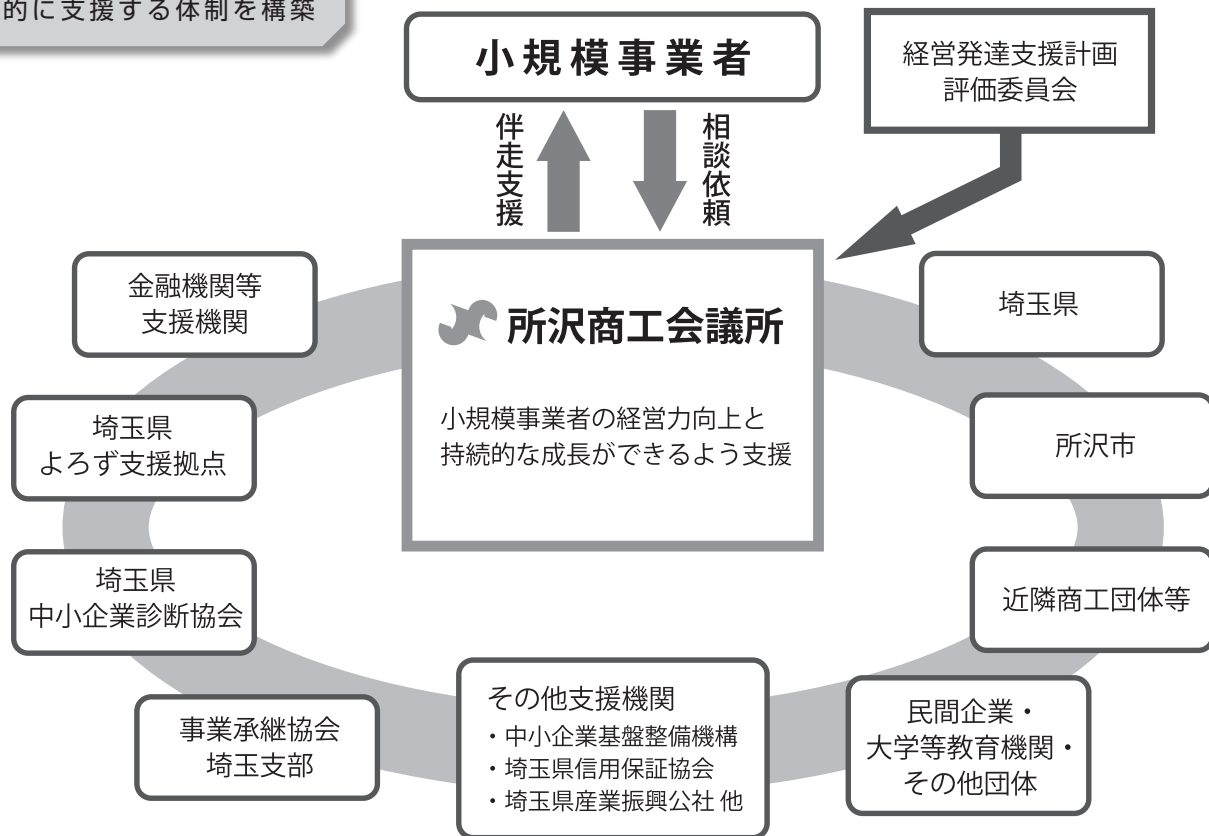 的に支援する体制を構築
小規模事業者
経営発達支援計画
評価委員会
伴走支援
相談依頼
金融機関等
支援機関
所沢商工会議所
小規模事業者の経営力向上と
持続的な成長ができるよう支援
埼玉県
埼玉県
よろず支援拠点
所沢市
埼玉県
中小企業診断協会
近隣商工団体等
事業承継協会
埼玉支部
その他支援機関
・中小企業基盤整備機構
・埼玉県信用保証協会
・埼玉県産業振興公社 他
民間企業・
大学等教育機関・
その他団体